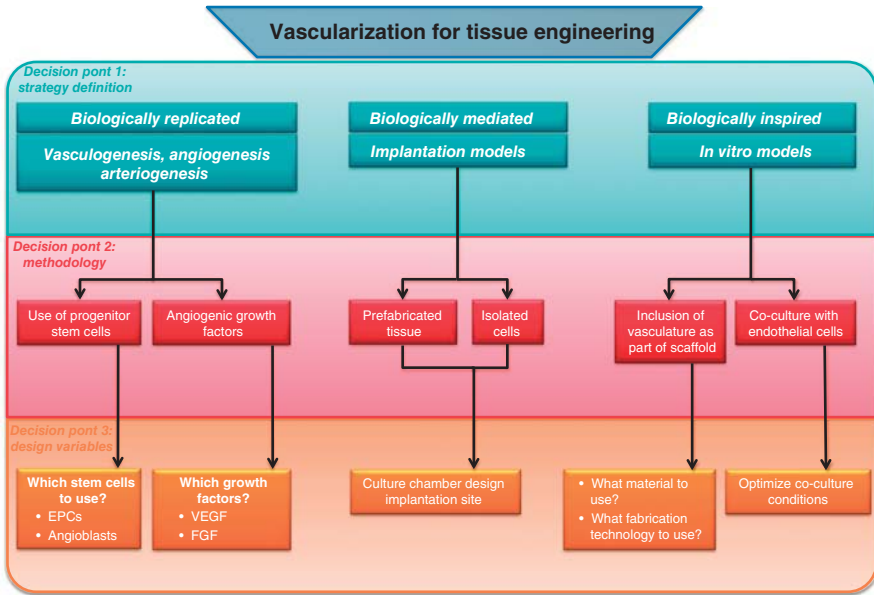 Vascularization for tissue engineering
Decision pont 1:
strategy definition
Biologically replicated
Vasculogenesis, angiogenesis
arteriogenesis
Biologically mediated
Implantation models
Biologically inspired
In vitro models
Decision pont 2:
methodology
Use of progenitor
stem cells
Angiogenic growth
factors
Prefabricated
tissue
Isolated
cells
Inclusion of
vasculature as
part of scaffold
Co-culture with
endothelial cells
Decision pont 3:
design variables
Which stem cells
to use?
• EPCs
• Angioblasts
Which growth
factors?
• VEGF
• FGF
Culture chamber design
implantation site
• What material to
use?
• What fabrication
technology to use?
Optimize co-culture
conditions